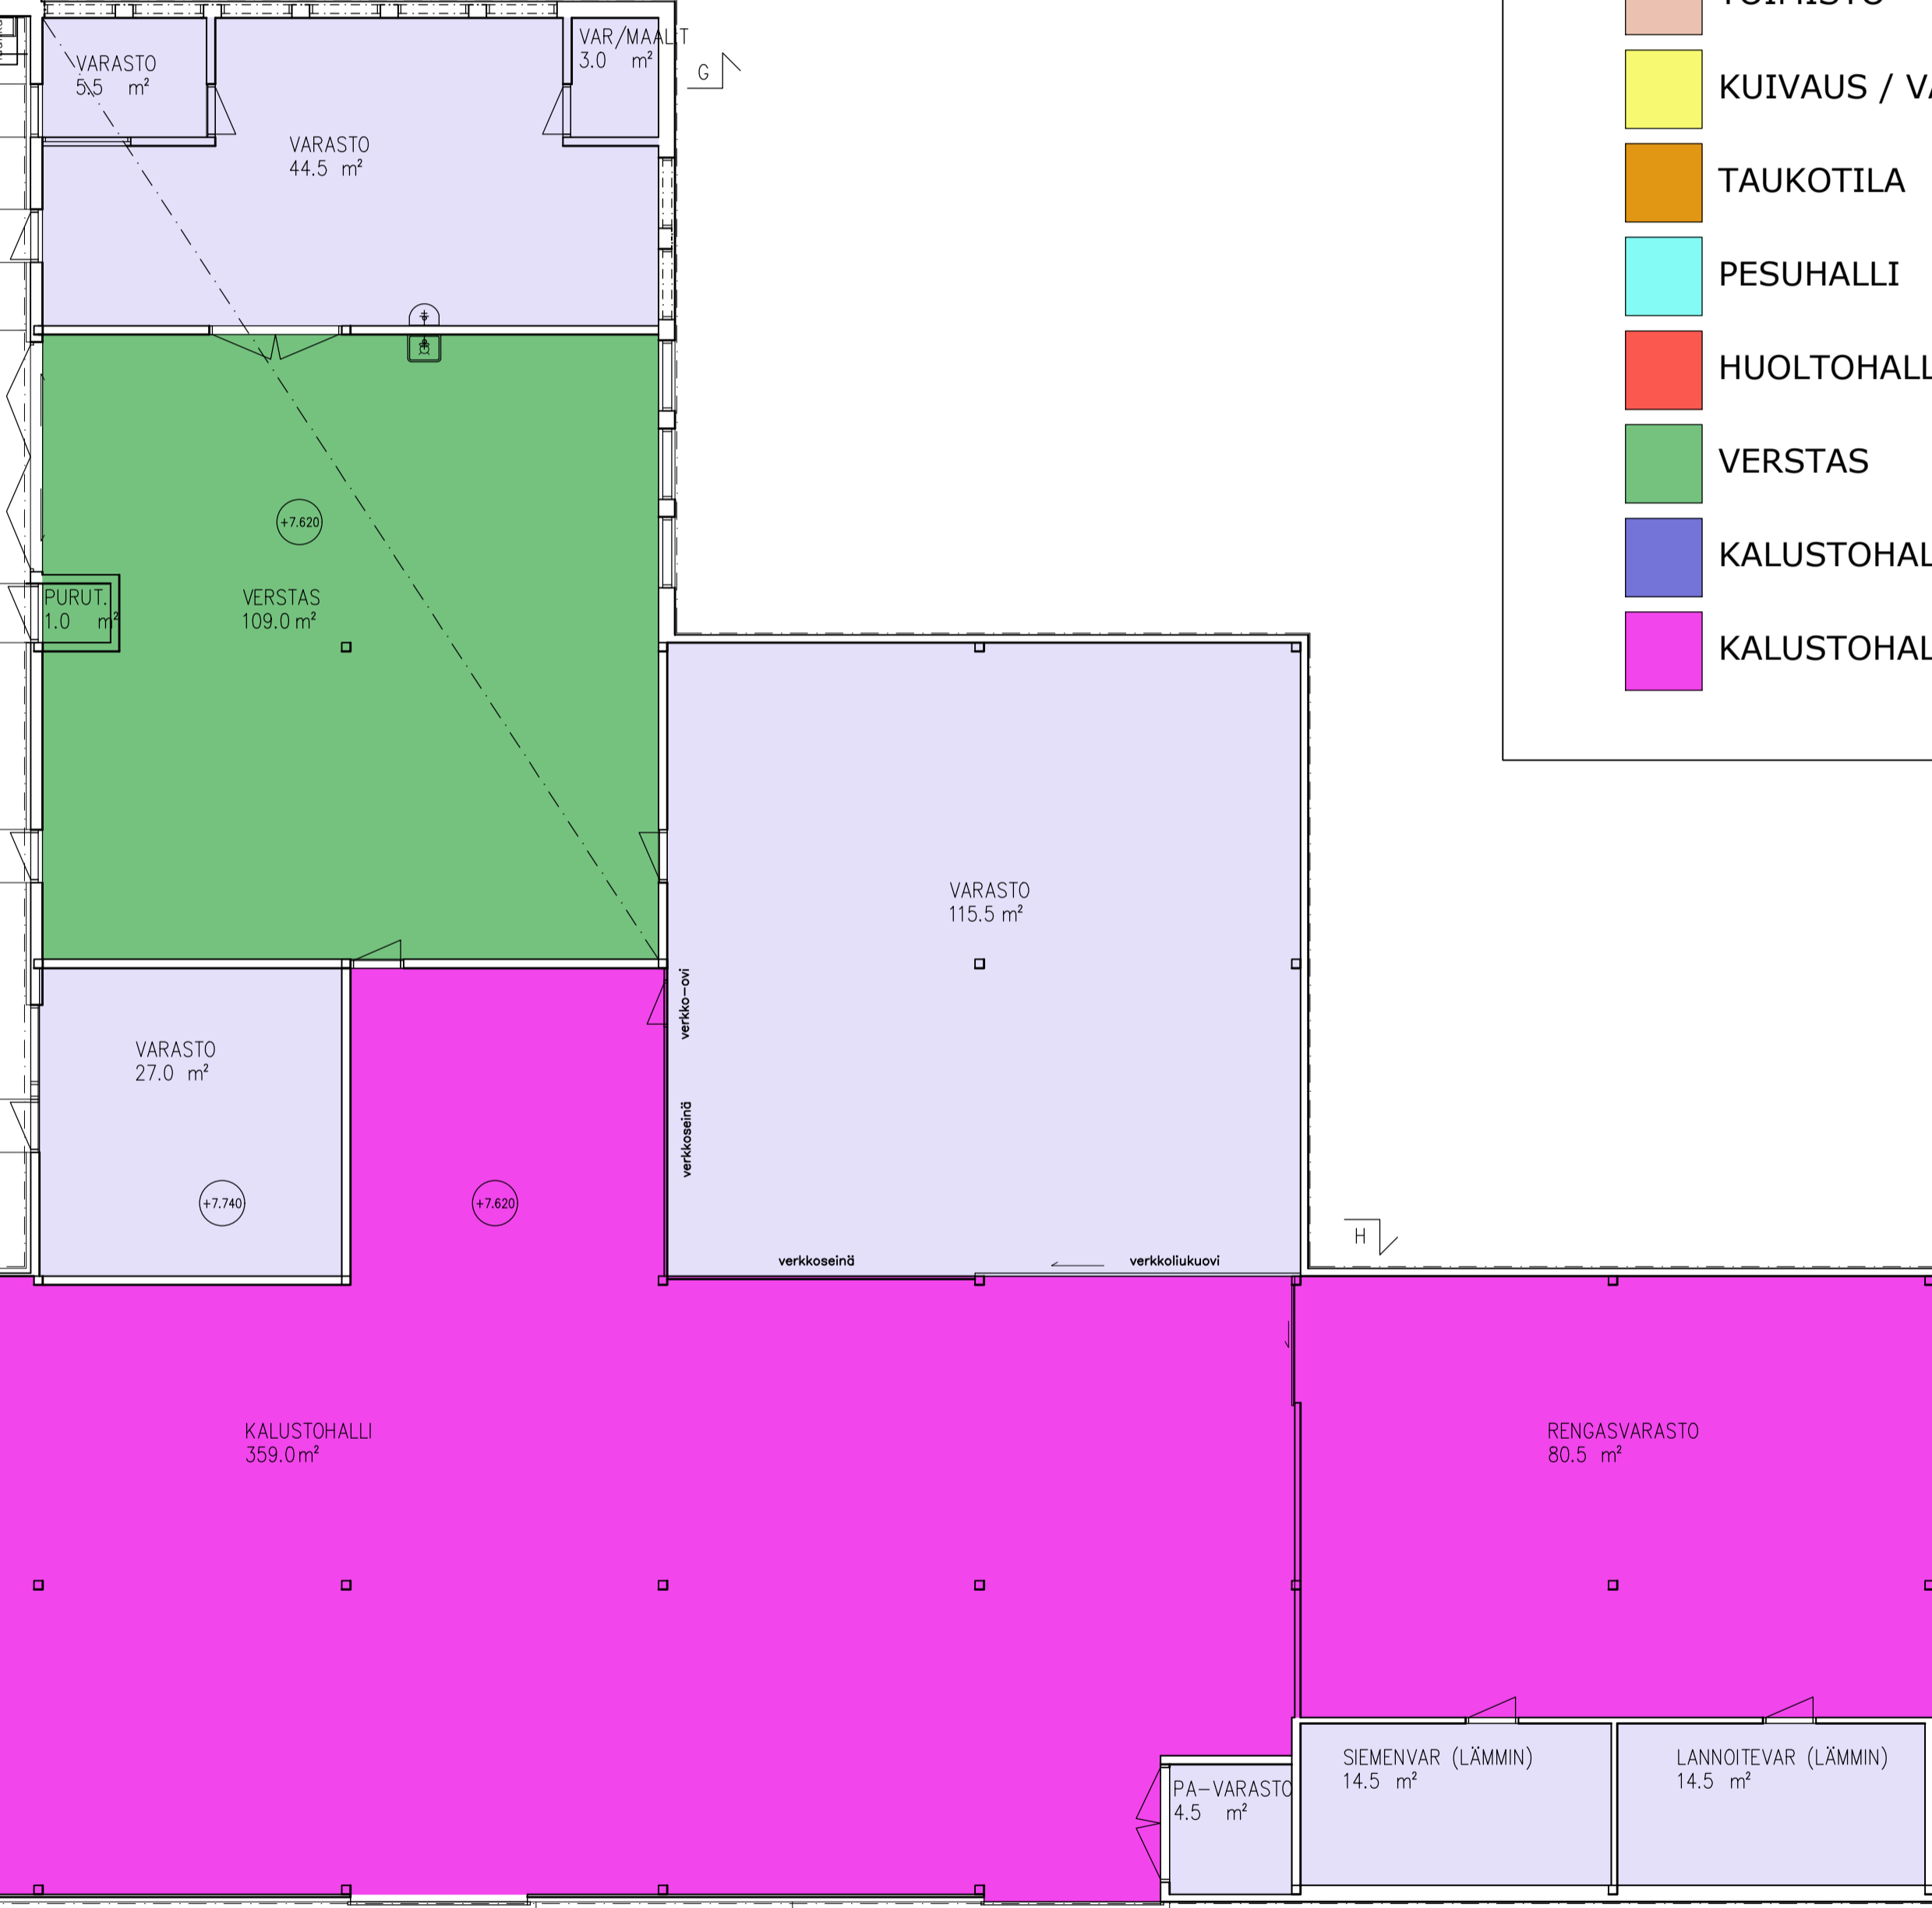 TOIMISTO
VARASTO
5.5 m²
VAR/MAALIT
3.0 m²
G
KUIVAUS / VA
VARASTO
44.5 m²
TAUKOTILA
PESUHALLI
HUOLTOHALL
VERSTAS
+7.620
KALUSTOHAL
PURUT.
1.0 m²
VERSTAS
109.0 m²
KALUSTOHAL
VARASTO
115.5 m²
verkko-ovi
VARASTO
27.0 m²
verkkoseinä
+7.740
+7.620
H
verkkoseinä
verkkoliukuovi
KALUSTOHALLI
359.0 m²
RENGASVARASTO
80.5 m²
SIEMENVAR (LÄMMIN)
14.5 m²
LANNOITEVAR (LÄMMIN)
14.5 m²
PA-VARASTO
4.5 m²